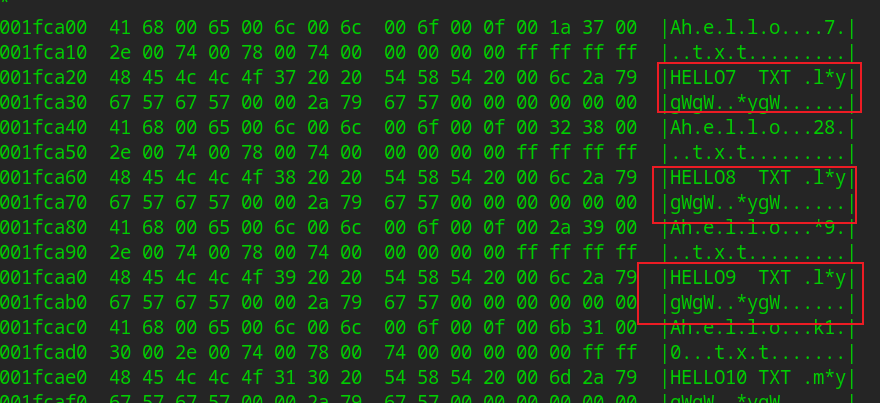 *
001fca00  41 68 00 65 00 6c 00 6c  00 6f 00 0f 00 1a 37 00  |Ah.e.l.l.o....7.|
001fca10  2e 00 74 00 78 00 74 00  00 00 00 00 ff ff ff ff  |..t.x.t.........|
001fca20  48 45 4c 4c 4f 37 20 20  54 58 54 20 00 6c 2a 79  |HELLO7  TXT .l*y|
001fca30  67 57 67 57 00 00 2a 79  67 57 00 00 00 00 00 00  |gWgW..*ygW......|
001fca40  41 68 00 65 00 6c 00 6c  00 6f 00 0f 00 32 38 00  |Ah.e.l.l.o...28.|
001fca50  2e 00 74 00 78 00 74 00  00 00 00 00 ff ff ff ff  |..t.x.t.........|
001fca60  48 45 4c 4c 4f 38 20 20  54 58 54 20 00 6c 2a 79  |HELLO8  TXT .l*y|
001fca70  67 57 67 57 00 00 2a 79  67 57 00 00 00 00 00 00  |gWgW..*ygW......|
001fca80  41 68 00 65 00 6c 00 6c  00 6f 00 0f 00 2a 39 00  |Ah.e.l.l.o...*9.|
001fca90  2e 00 74 00 78 00 74 00  00 00 00 00 ff ff ff ff  |..t.x.t.........|
001fcaa0  48 45 4c 4c 4f 39 20 20  54 58 54 20 00 6c 2a 79  |HELLO9  TXT .l*y|
001fcab0  67 57 67 57 00 00 2a 79  67 57 00 00 00 00 00 00  |gWgW..*ygW......|
001fcac0  41 68 00 65 00 6c 00 6c  00 6f 00 0f 00 6b 31 00  |Ah.e.l.l.o...k1.|
001fcad0  30 00 2e 00 74 00 78 00  74 00 00 00 00 00 ff ff  |0...t.x.t.......|
001fcae0  48 45 4c 4c 4f 31 30 20  54 58 54 20 00 6d 2a 79  |HELLO10 TXT .m*y|
001fcaf0  67 57 67 57 00 00 2a 79  67 57 00 00 00 00 00 00  |gWgW..*ygW......|